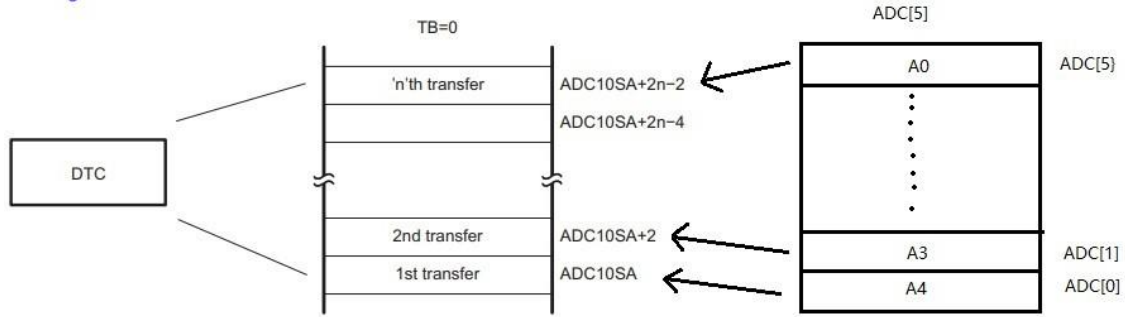 ADC[5]
TB=0
A0
ADC[5}
'n'th transfer
ADC10SA+2n−2
ADC10SA+2n−4
DTC
2nd transfer
ADC10SA+2
A3
ADC[1]
1st transfer
ADC10SA
A4
ADC[0]